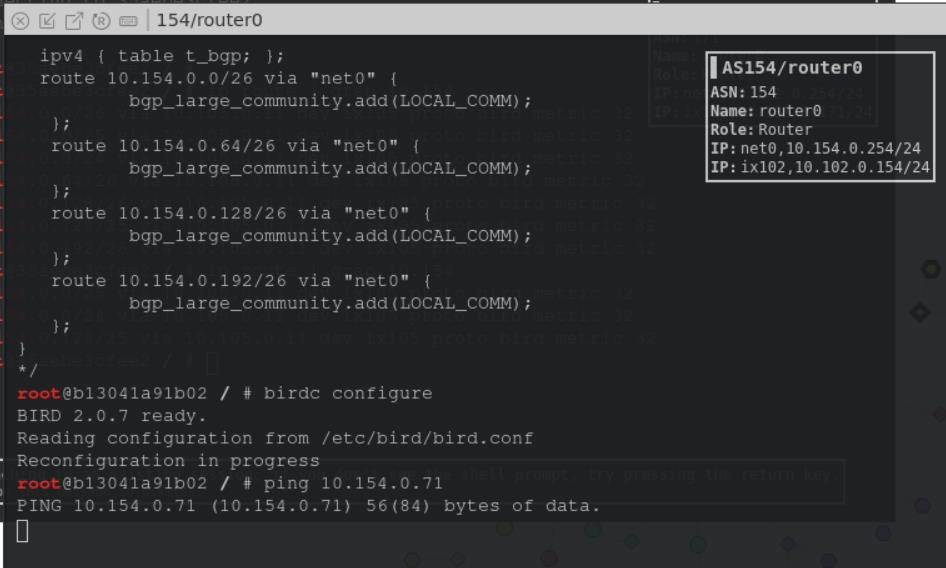 154/router0
ipv4 { table t_bgp; };
route 10.154.0.0/26 via "net0" {
bgp_large_community.add(LOCAL_COMM);
};
route 10.154.0.64/26 via "net0" {
bgp_large_community.add(LOCAL_COMM);
};
route 10.154.0.128/26 via "net0" {
bgp_large_community.add(LOCAL_COMM);
};
route 10.154.0.192/26 via "net0" {
bgp_large_community.add(LOCAL_COMM);
};
}
*/
root@b13041a91b02 / # birdc configure
BIRD 2.0.7 ready.
Reading configuration from /etc/bird/bird.conf
Reconfiguration in progress
root@b13041a91b02 / # ping 10.154.0.71
PING 10.154.0.71 (10.154.0.71) 56(84) bytes of data.
AS154/router0
ASN: 154
Name: router0
Role: Router
IP: net0,10.154.0.254/24
IP: ix102,10.102.0.154/24
try pressing the return key.